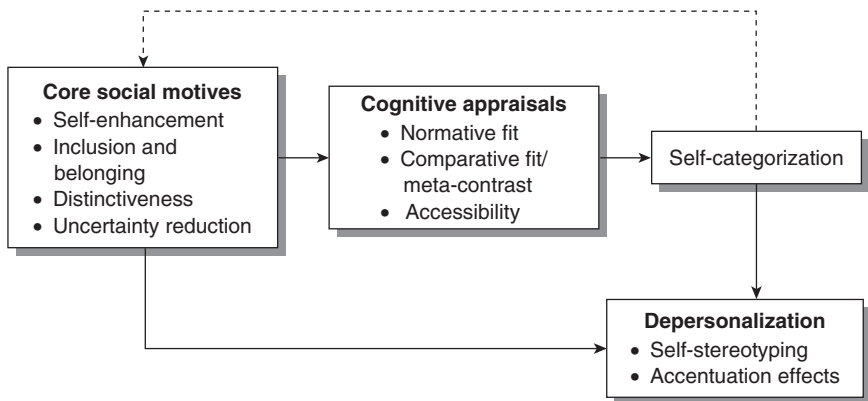 Core social motives
• Self-enhancement
• Inclusion and
belonging
• Distinctiveness
• Uncertainty reduction
Cognitive appraisals
• Normative fit
• Comparative fit/
meta-contrast
• Accessibility
Self-categorization
Depersonalization
• Self-stereotyping
• Accentuation effects